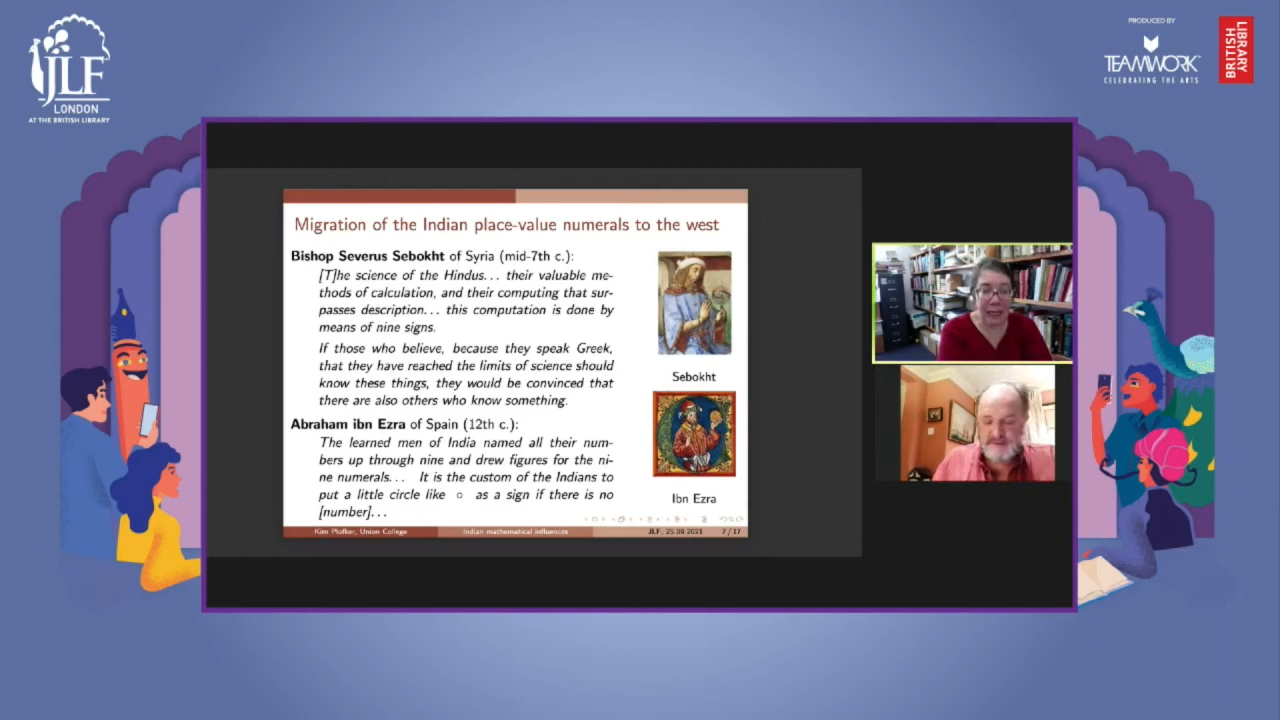 JLF
LONDON
AT THE BRITISH LIBRARY
PRODUCED BY
TEAMWORK
CELEBRATING THE ARTS
BRITISH
LIBRARY
Migration of the Indian place-value numerals to the west
Bishop Severus Sebokht of Syria (mid-7th c.):
[T]he science of the Hindus... their valuable me-
thods of calculation, and their computing that sur-
passes description... this computation is done by
means of nine signs.
If those who believe, because they speak Greek,
that they have reached the limits of science should
know these things, they would be convinced that
there are also others who know something.
Sebokht
Abraham ibn Ezra of Spain (12th c.):
The learned men of India named all their num-
bers up through nine and drew figures for the ni-
ne numerals... It is the custom of the Indians to
put a little circle like ○ as a sign if there is no
[number]...
Ibn Ezra
Kim Plofker, Union College
Indian mathematical influences
JLF, 25.09.2021
7 / 17